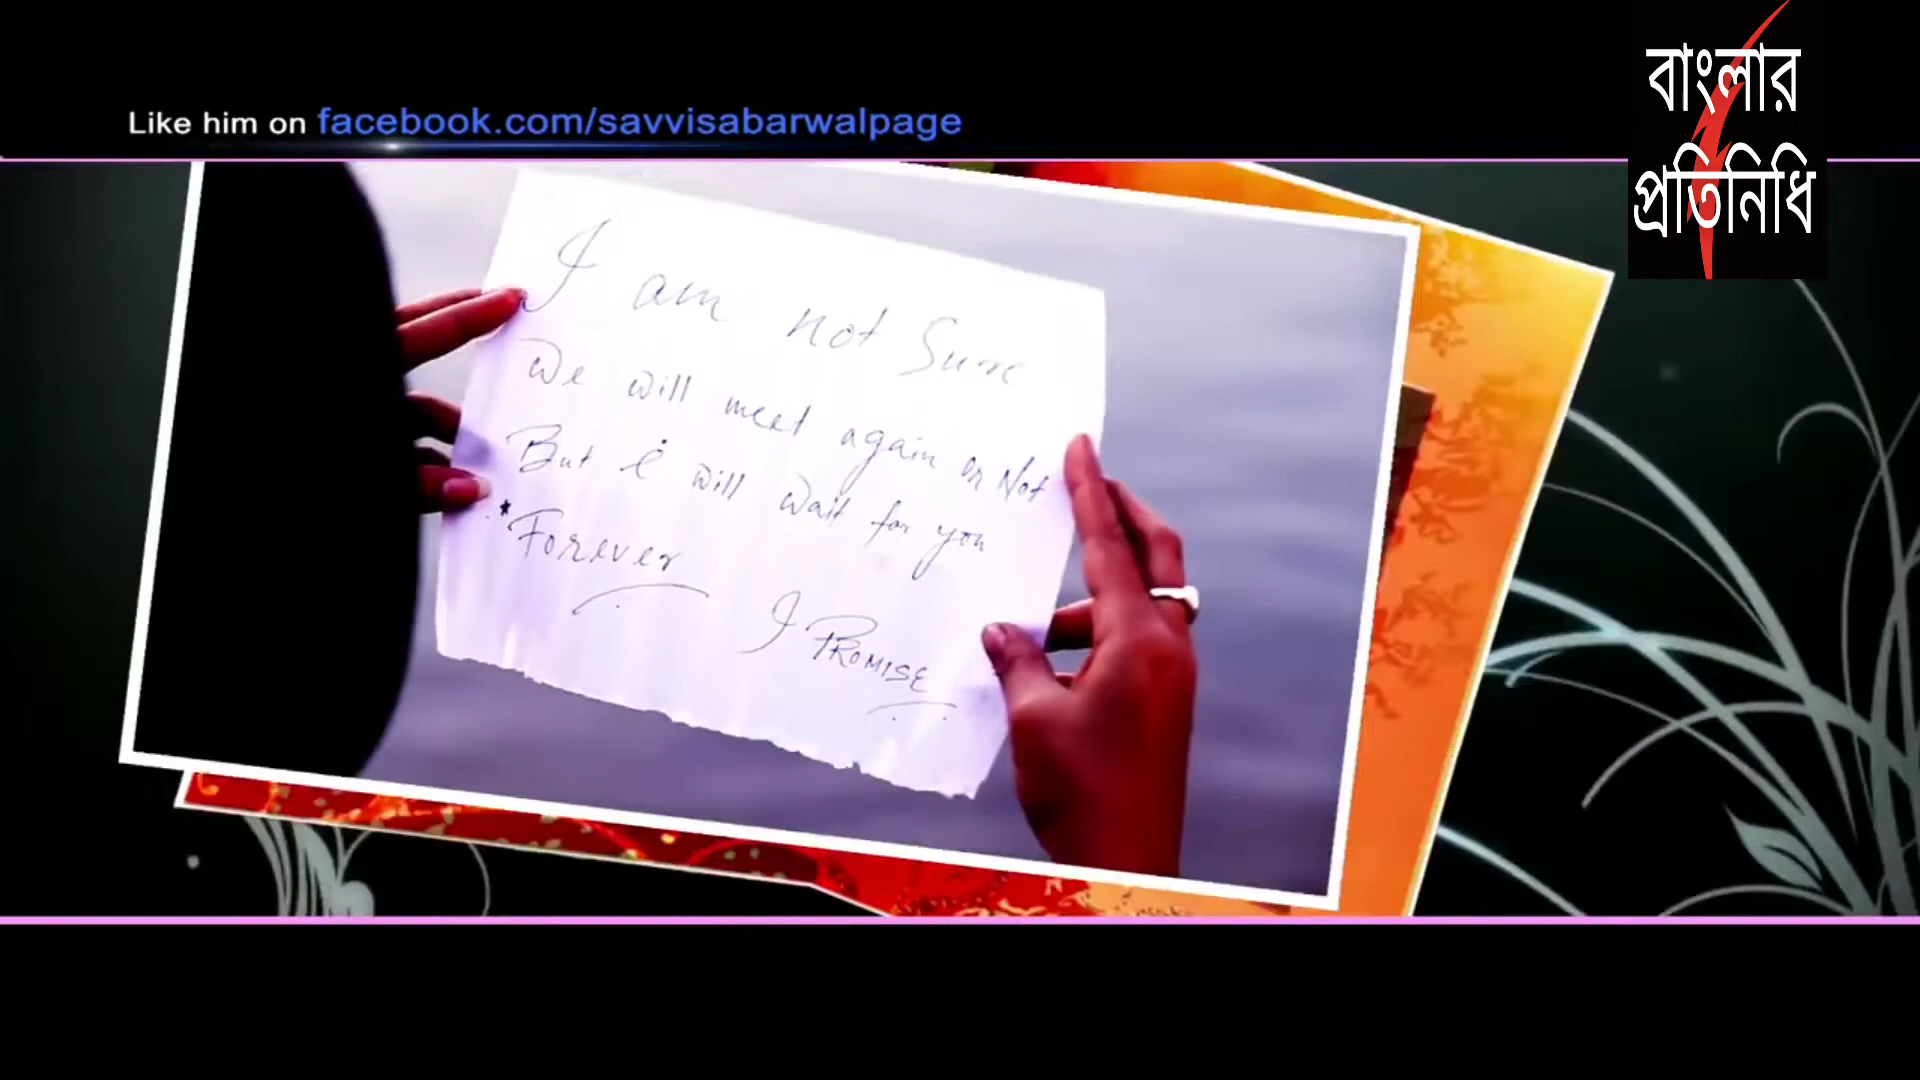 Like him on facebook.com/savvisabarwalpage
বাংলার
প্রতিনিধি
I am not Sure
We will meet again or Not
But I will wait for you
Forever
I PROMISE